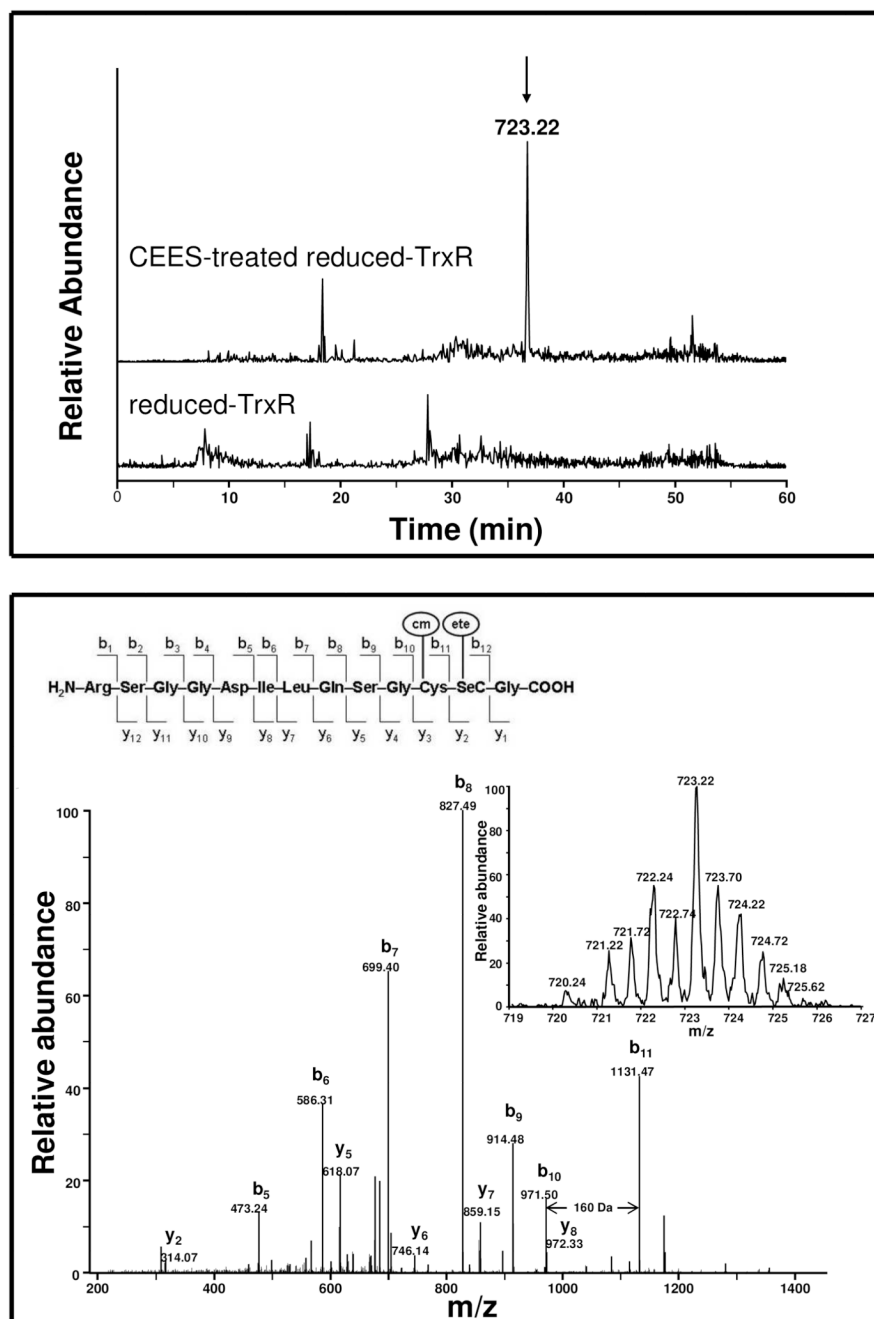 723.22
CEES-treated reduced-TrxR
reduced-TrxR
Relative Abundance
0 10 20 30 40 50 60
Time (min)
cm ete
b1 b2 b3 b4 b5 b6 b7 b8 b9 b10 b11 b12
H2N–Arg–Ser–Gly–Gly–Asp–Ile–Leu–Gln–Ser–Gly–Cys–SeC–Gly–COOH
y12 y11 y10 y9 y8 y7 y6 y5 y4 y3 y2 y1
Relative abundance
100
80
60
40
20
0
b8
827.49
b7
699.40
b6
586.31
y5
618.07
b5
473.24
y2
314.07
y6
746.14
y7
859.15
b9
914.48
b10
971.50
160 Da
y8
972.33
b11
1131.47
200 400 600 800 1000 1200 1400
m/z
Relative abundance
100
80
60
40
20
0
723.22
722.24
723.70
722.74
724.22
721.72
721.22
724.72
720.24
725.18
725.62
719 720 721 722 723 724 725 726 727
m/z